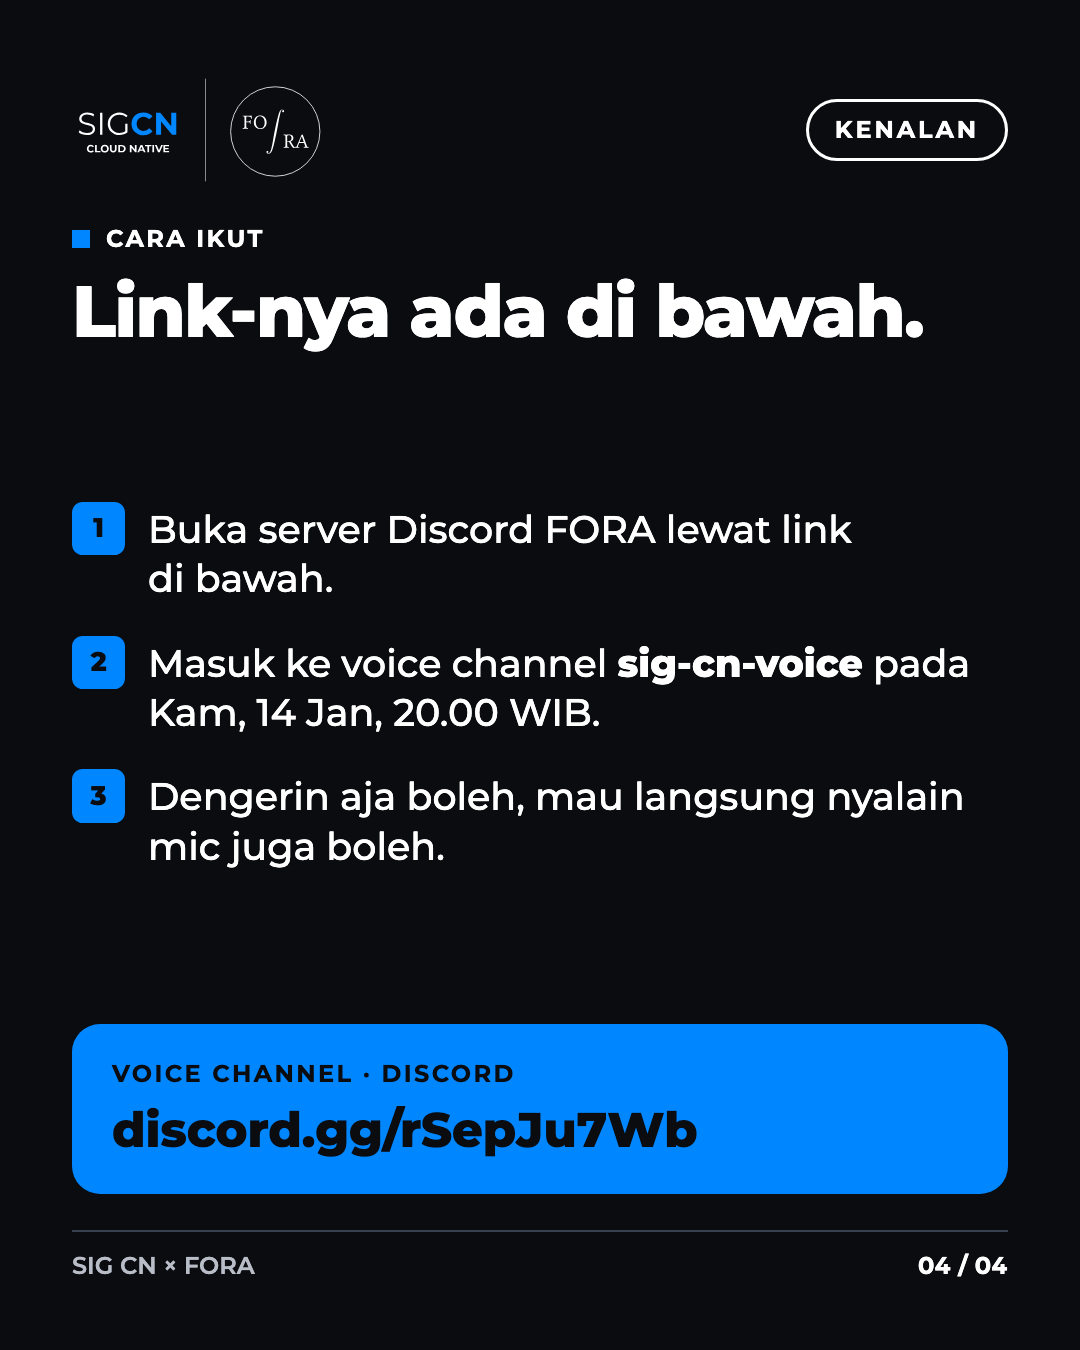 SIGCN
CLOUD NATIVE
FO
RA
KENALAN
CARA IKUT
Link-nya ada di bawah.
1
Buka server Discord FORA lewat link
di bawah.
2
Masuk ke voice channel sig-cn-voice pada
Kam, 14 Jan, 20.00 WIB.
3
Dengerin aja boleh, mau langsung nyalain
mic juga boleh.
VOICE CHANNEL · DISCORD
discord.gg/rSepJu7Wb
SIG CN × FORA
04 / 04